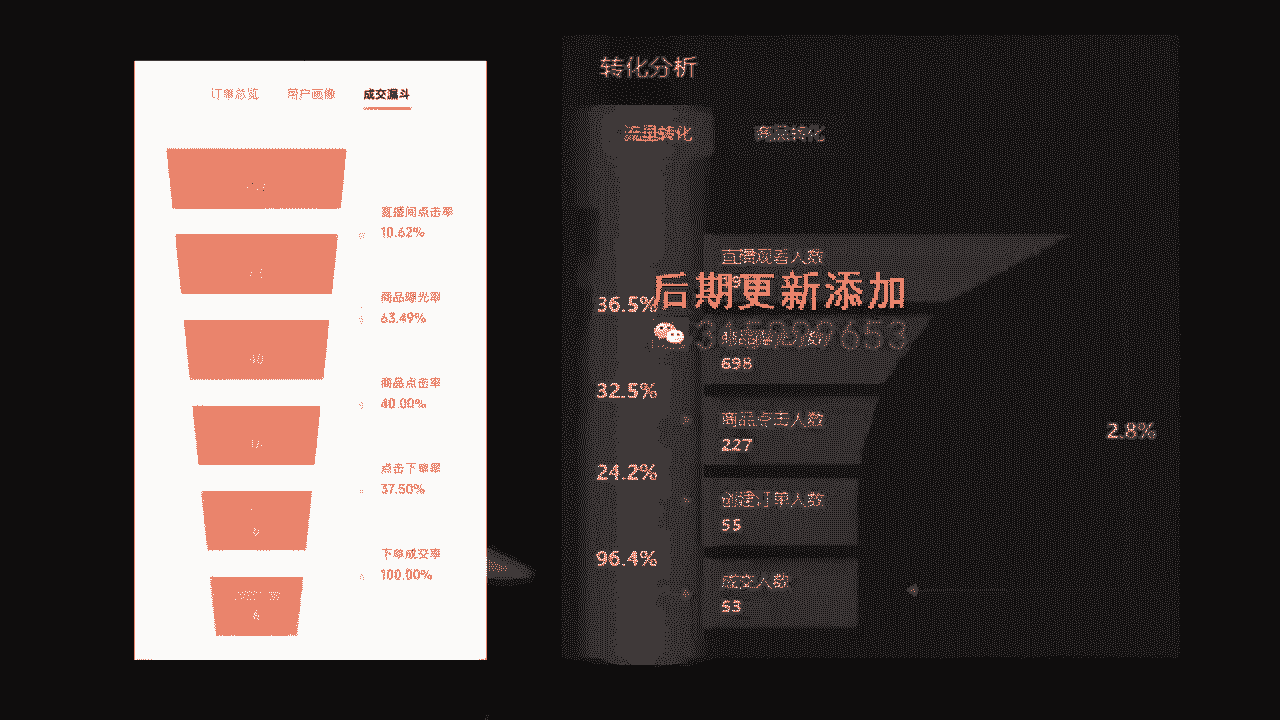 订单总览 用户画像 成交漏斗
直播间点击率
10.62%
商品曝光率
63.49%
40
商品点击率
40.00%
点击下单率
37.50%
下单成交率
100.00%
6
转化分析
流量转化 商品转化
直播观看人数
后期更新添加
36.5%
698
32.5%
商品点击人数
227
2.8%
24.2%
创建订单人数
55
96.4%
成交人数
53